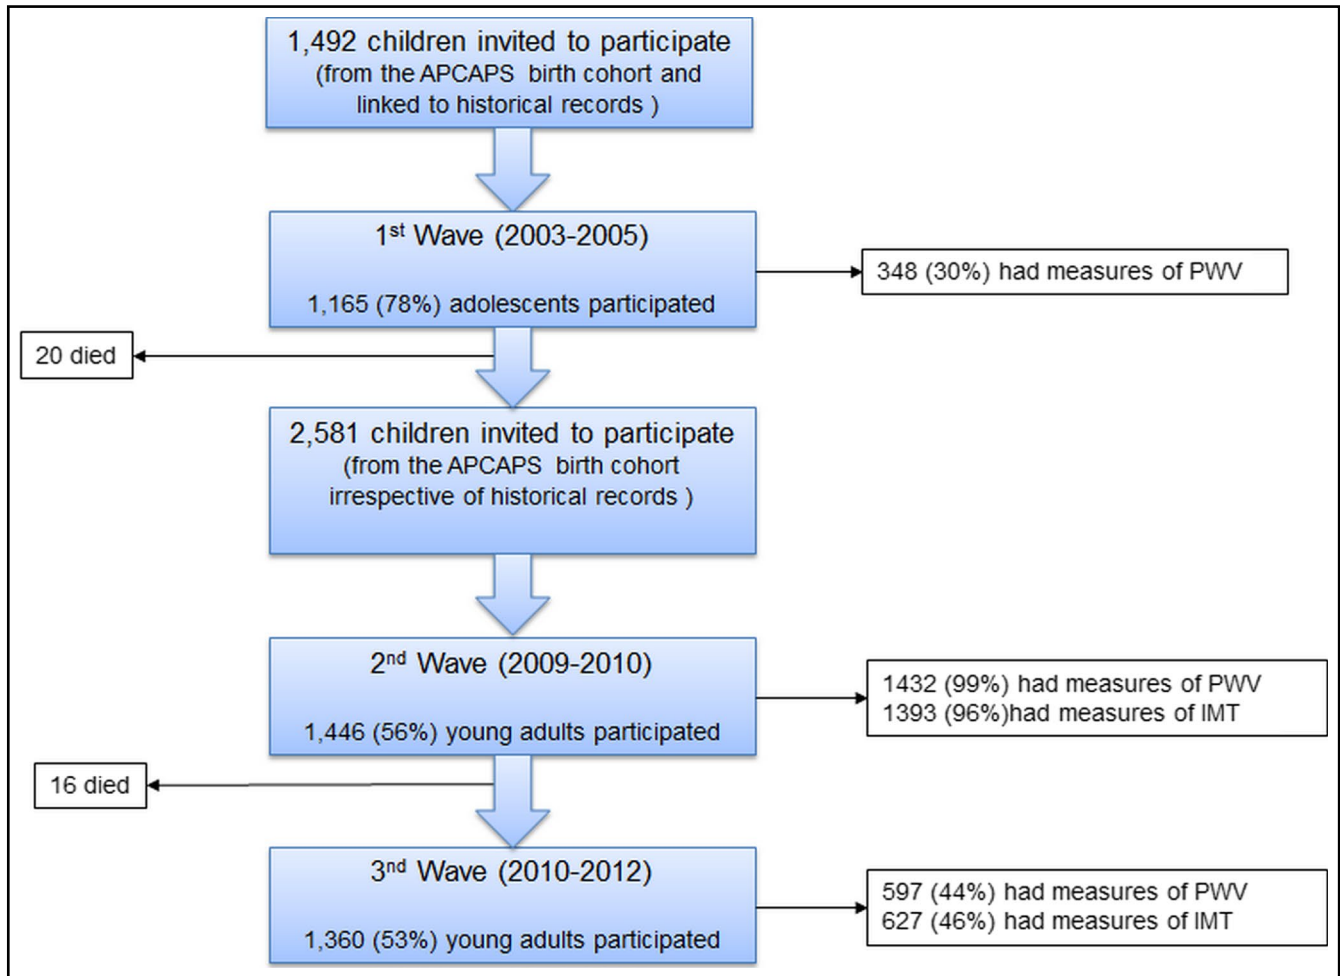 1,492 children invited to participate
(from the APCAPS birth cohort and
linked to historical records )
1st Wave (2003-2005)
1,165 (78%) adolescents participated
348 (30%) had measures of PWV
20 died
2,581 children invited to participate
(from the APCAPS birth cohort
irrespective of historical records )
2nd Wave (2009-2010)
1,446 (56%) young adults participated
1432 (99%) had measures of PWV
1393 (96%)had measures of IMT
16 died
3nd Wave (2010-2012)
1,360 (53%) young adults participated
597 (44%) had measures of PWV
627 (46%) had measures of IMT